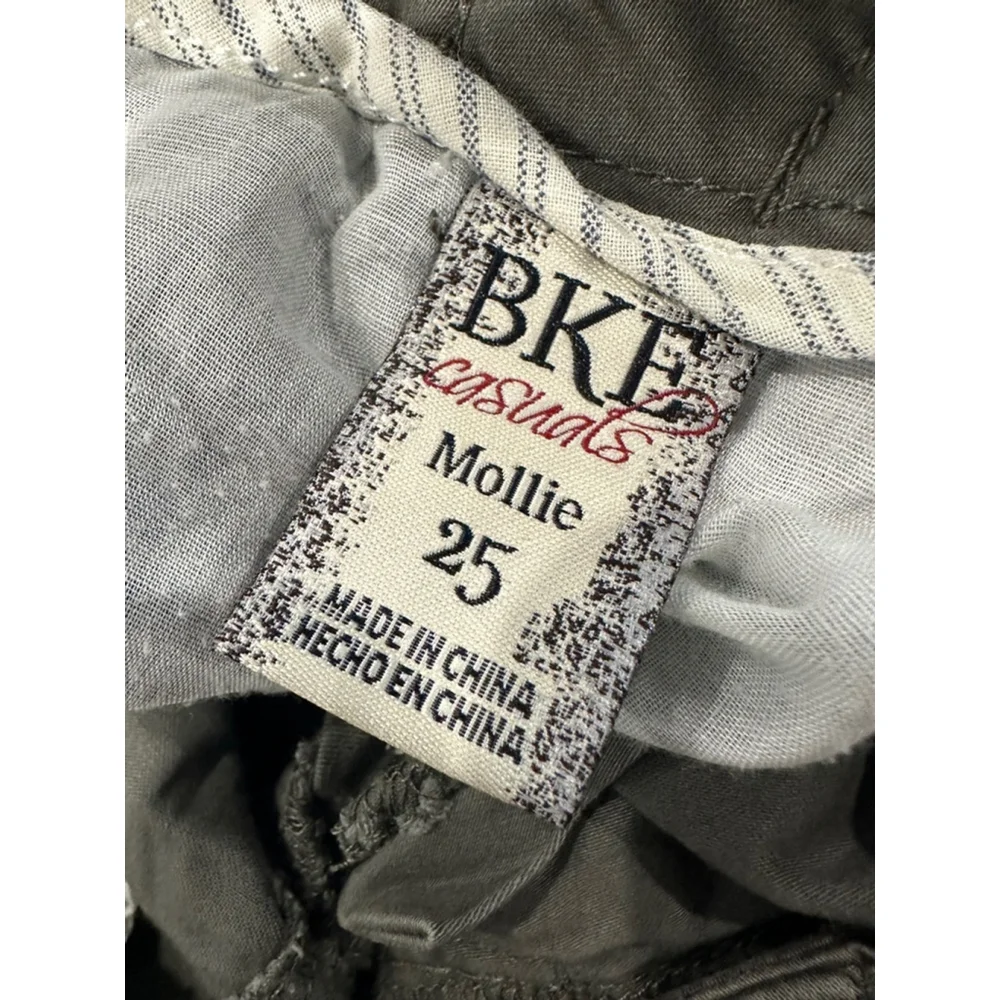 BKE
casuals
Mollie
25
MADE IN CHINA
HECHO EN CHINA